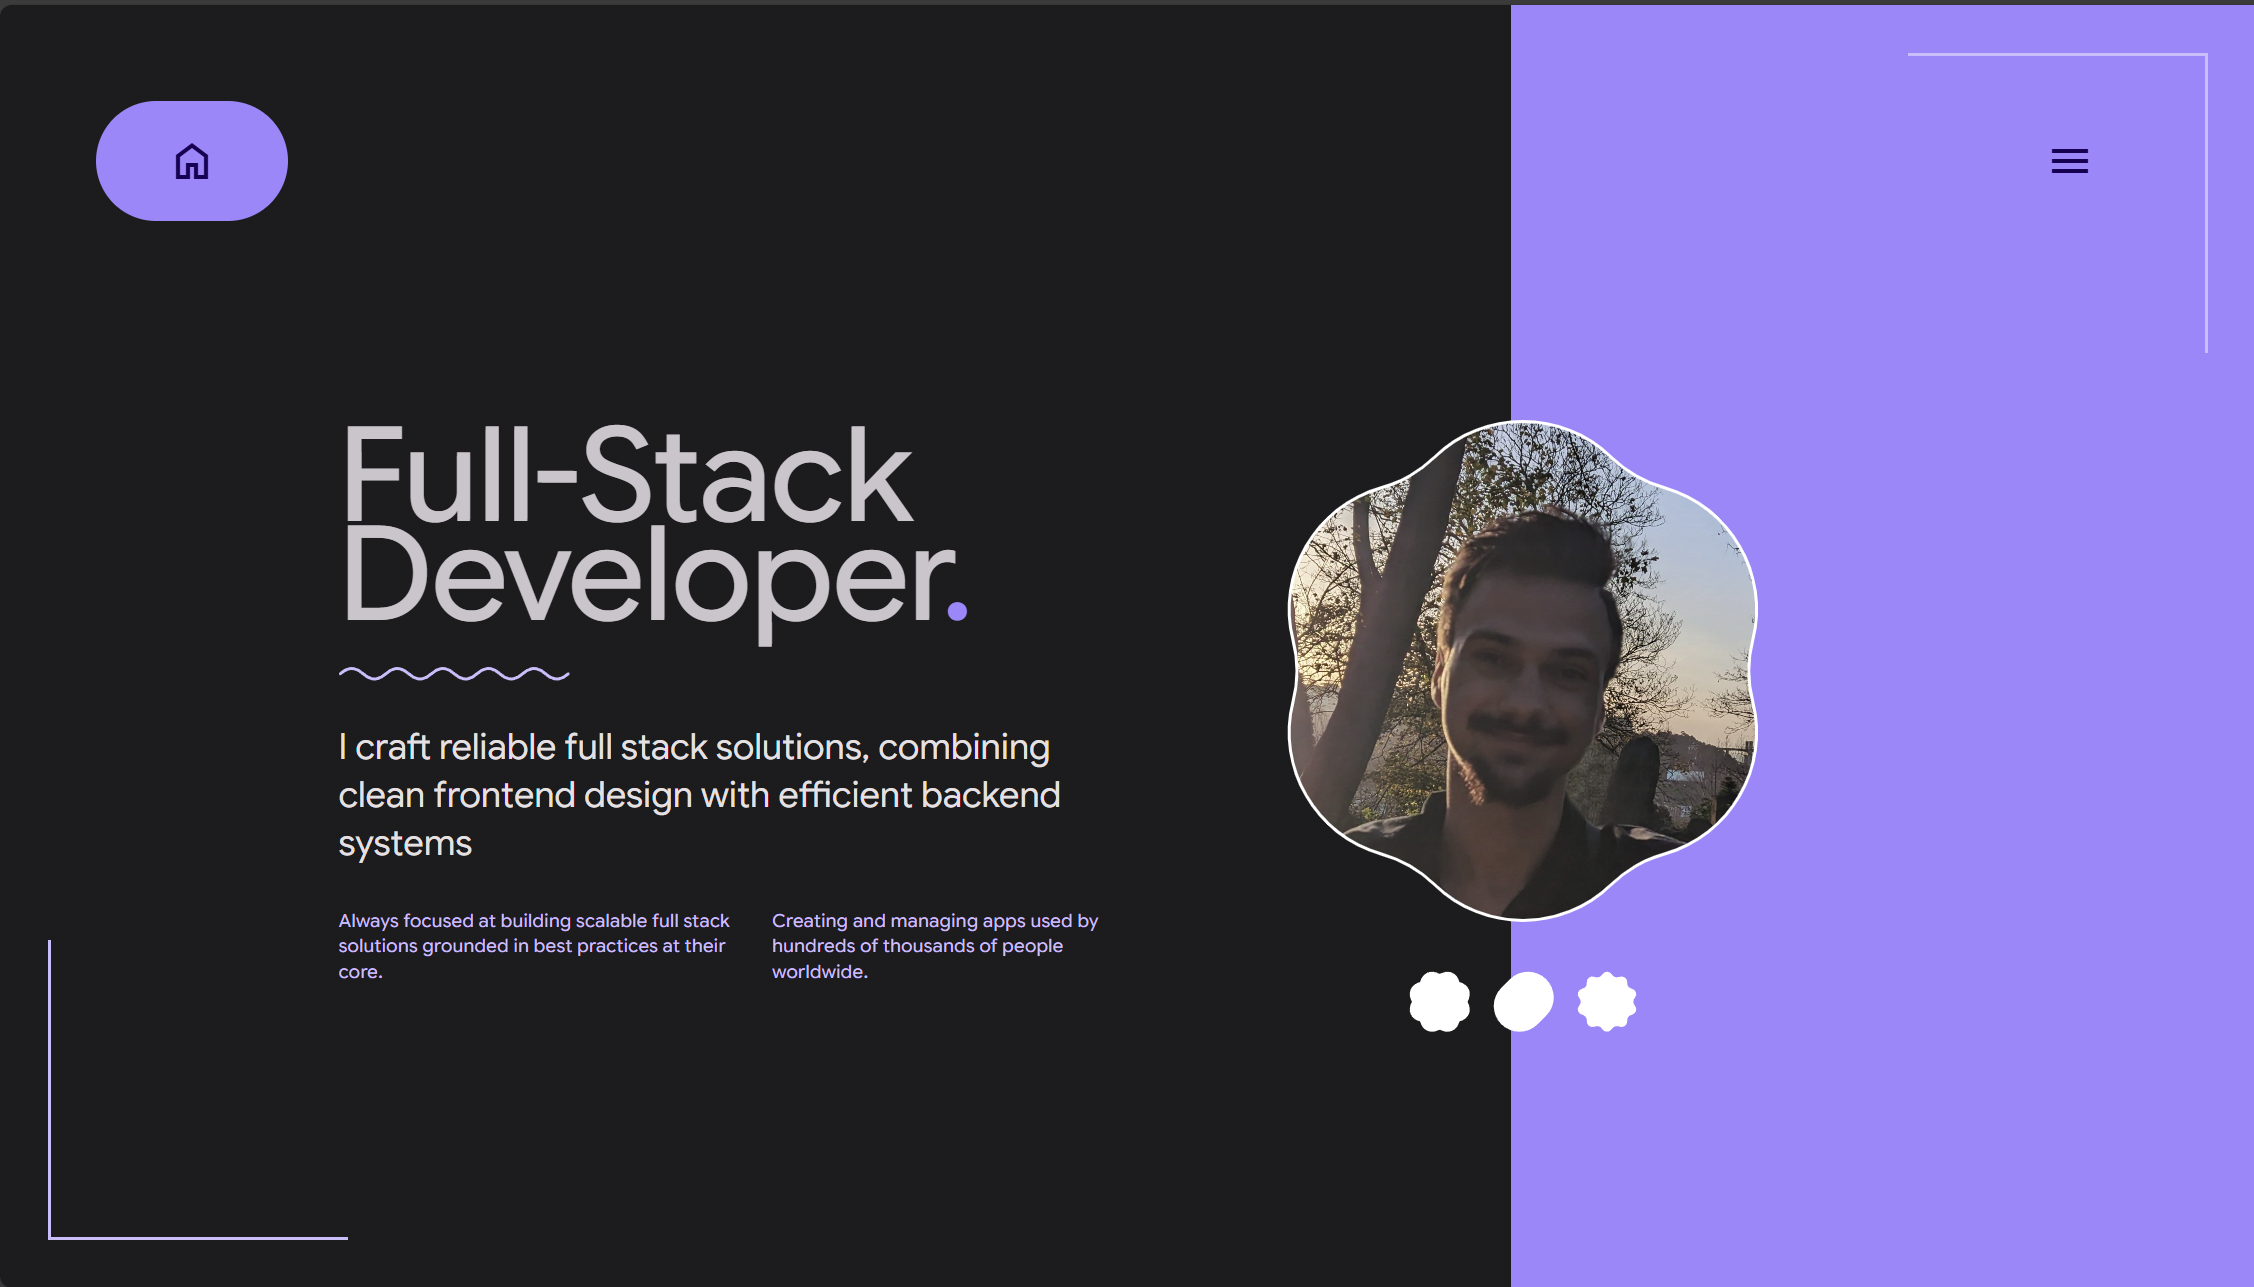 Full-Stack
Developer.
I craft reliable full stack solutions, combining
clean frontend design with efficient backend
systems
Always focused at building scalable full stack
solutions grounded in best practices at their
core.
Creating and managing apps used by
hundreds of thousands of people
worldwide.